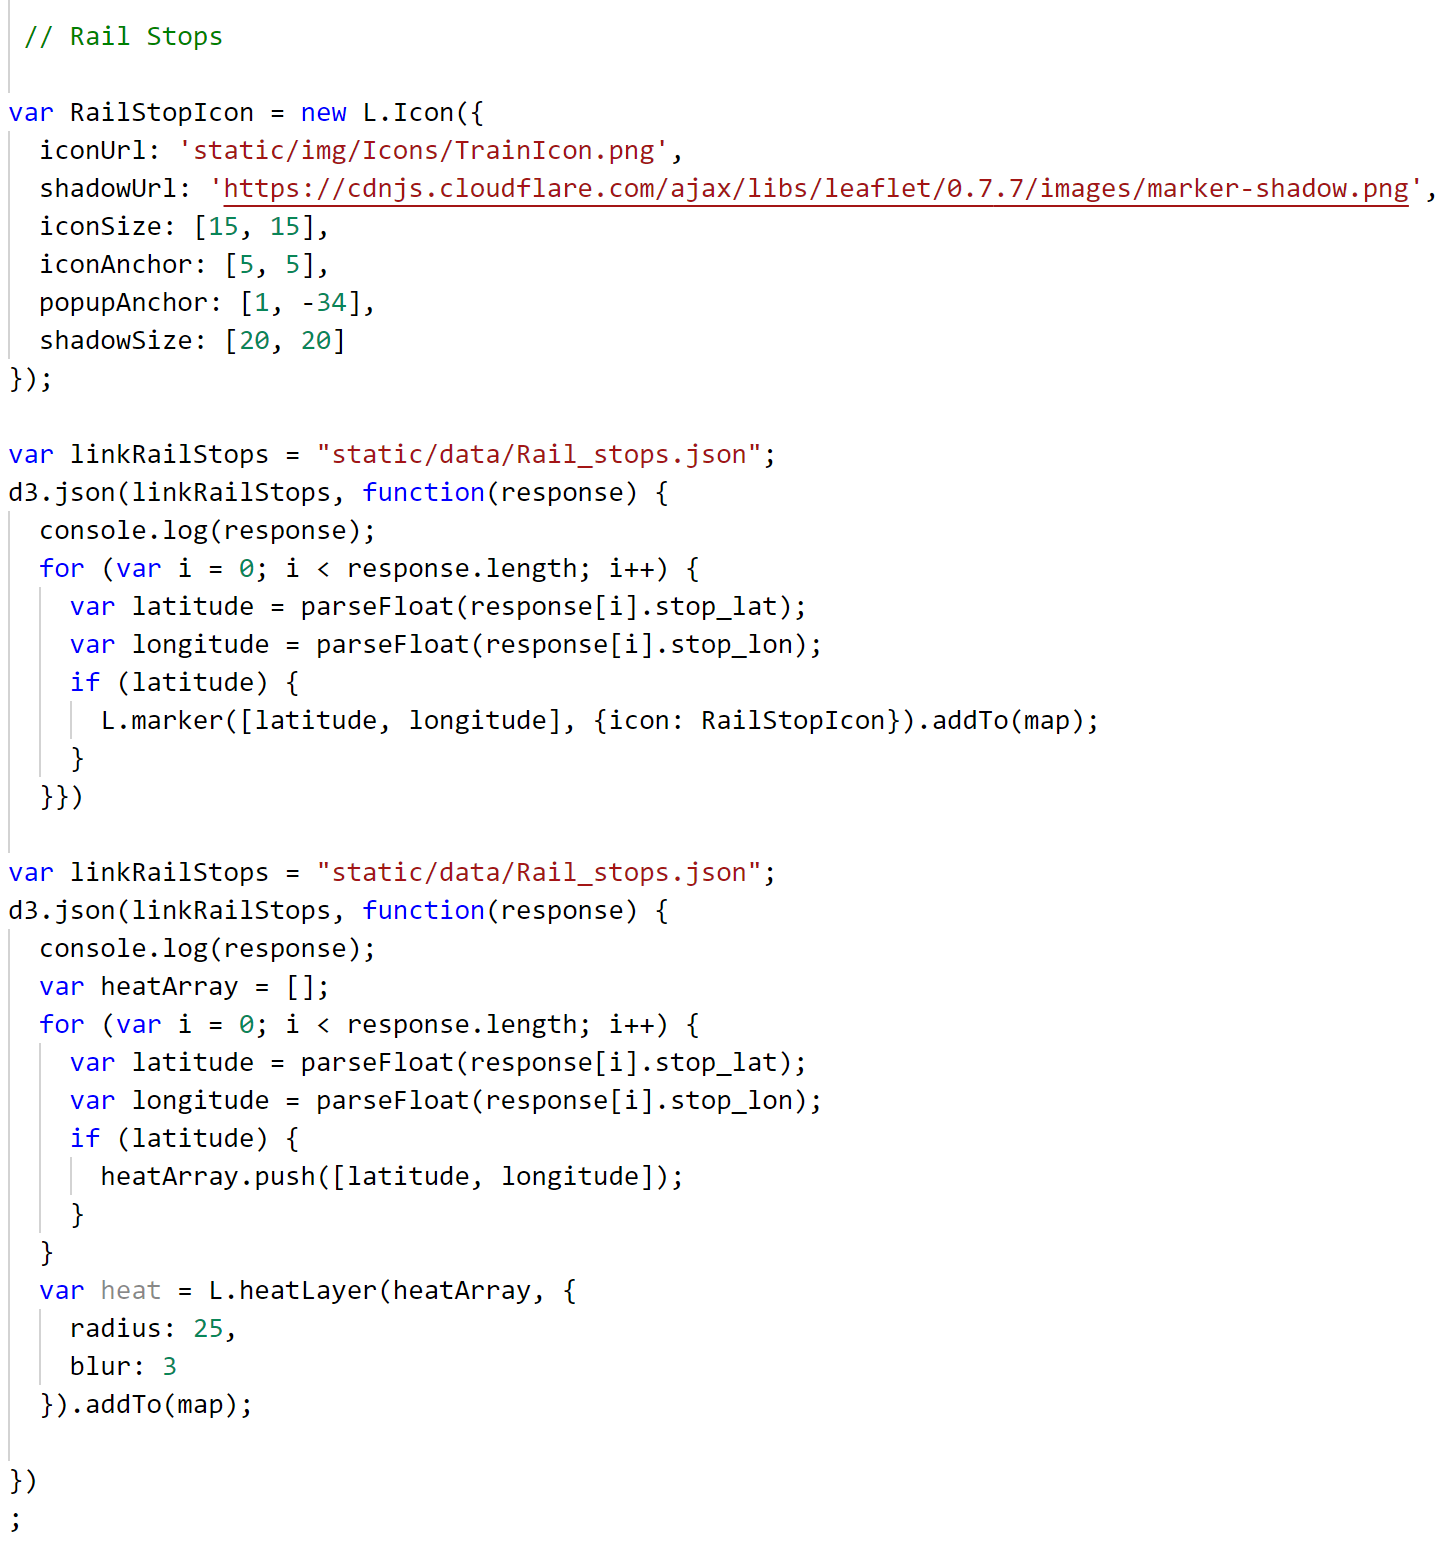 // Rail Stops
var RailStopIcon = new L.Icon({
iconUrl: 'static/img/Icons/TrainIcon.png',
shadowUrl: 'https://cdnjs.cloudflare.com/ajax/libs/leaflet/0.7.7/images/marker-shadow.png',
iconSize: [15, 15],
iconAnchor: [5, 5],
popupAnchor: [1, -34],
shadowSize: [20, 20]
});
var linkRailStops = "static/data/Rail_stops.json";
d3.json(linkRailStops, function(response) {
console.log(response);
for (var i = 0; i < response.length; i++) {
var latitude = parseFloat(response[i].stop_lat);
var longitude = parseFloat(response[i].stop_lon);
if (latitude) {
L.marker([latitude, longitude], {icon: RailStopIcon}).addTo(map);
}
}})
var linkRailStops = "static/data/Rail_stops.json";
d3.json(linkRailStops, function(response) {
console.log(response);
var heatArray = [];
for (var i = 0; i < response.length; i++) {
var latitude = parseFloat(response[i].stop_lat);
var longitude = parseFloat(response[i].stop_lon);
if (latitude) {
heatArray.push([latitude, longitude]);
}
}
var heat = L.heatLayer(heatArray, {
radius: 25,
blur: 3
}).addTo(map);
})
;